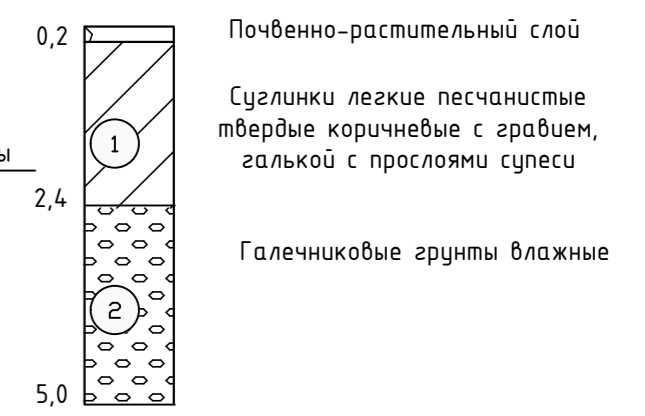 0,2
Почвенно-растительный слой
Суглинки легкие песчанистые
твердые коричневые с гравием,
галькой с прослоями супеси
1
ы
2,4
Галечниковые грунты влажные
2
5,0